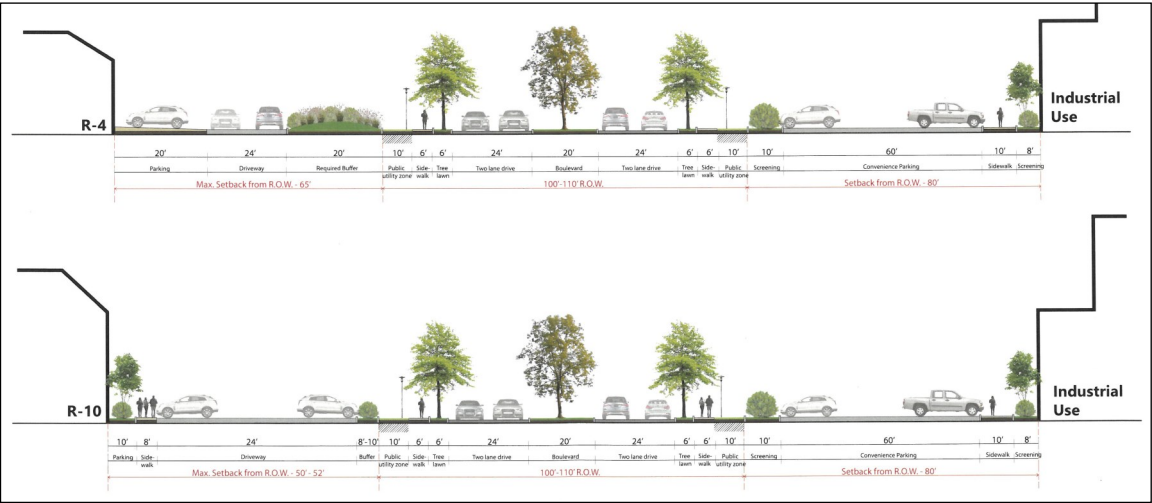 R-4
Industrial
Use
20' 24' 20' 10' 6' 6' 24' 20' 24' 6' 6' 10' 10' 60' 10' 8'
Parking Driveway Required Buffer Public Side- Tree Two lane drive Boulevard Two lane drive Tree Side- Public Screening Convenience Parking Sidewalk Screening
utility zone walk lawn lawn walk utility zone
Max. Setback from R.O.W. - 65' 100'-110' R.O.W. Setback from R.O.W. - 80'
R-10
Industrial
Use
10' 8' 24' 8'-10' 10' 6' 6' 24' 20' 24' 6' 6' 10' 10' 60' 10' 8'
Parking Side- Driveway Buffer Public Side- Tree Two lane drive Boulevard Two lane drive Tree Side- Public Screening Convenience Parking Sidewalk Screening
walk utility zone walk lawn lawn walk utility zone
Max. Setback from R.O.W. - 50' - 52' 100'-110' R.O.W. Setback from R.O.W. - 80'